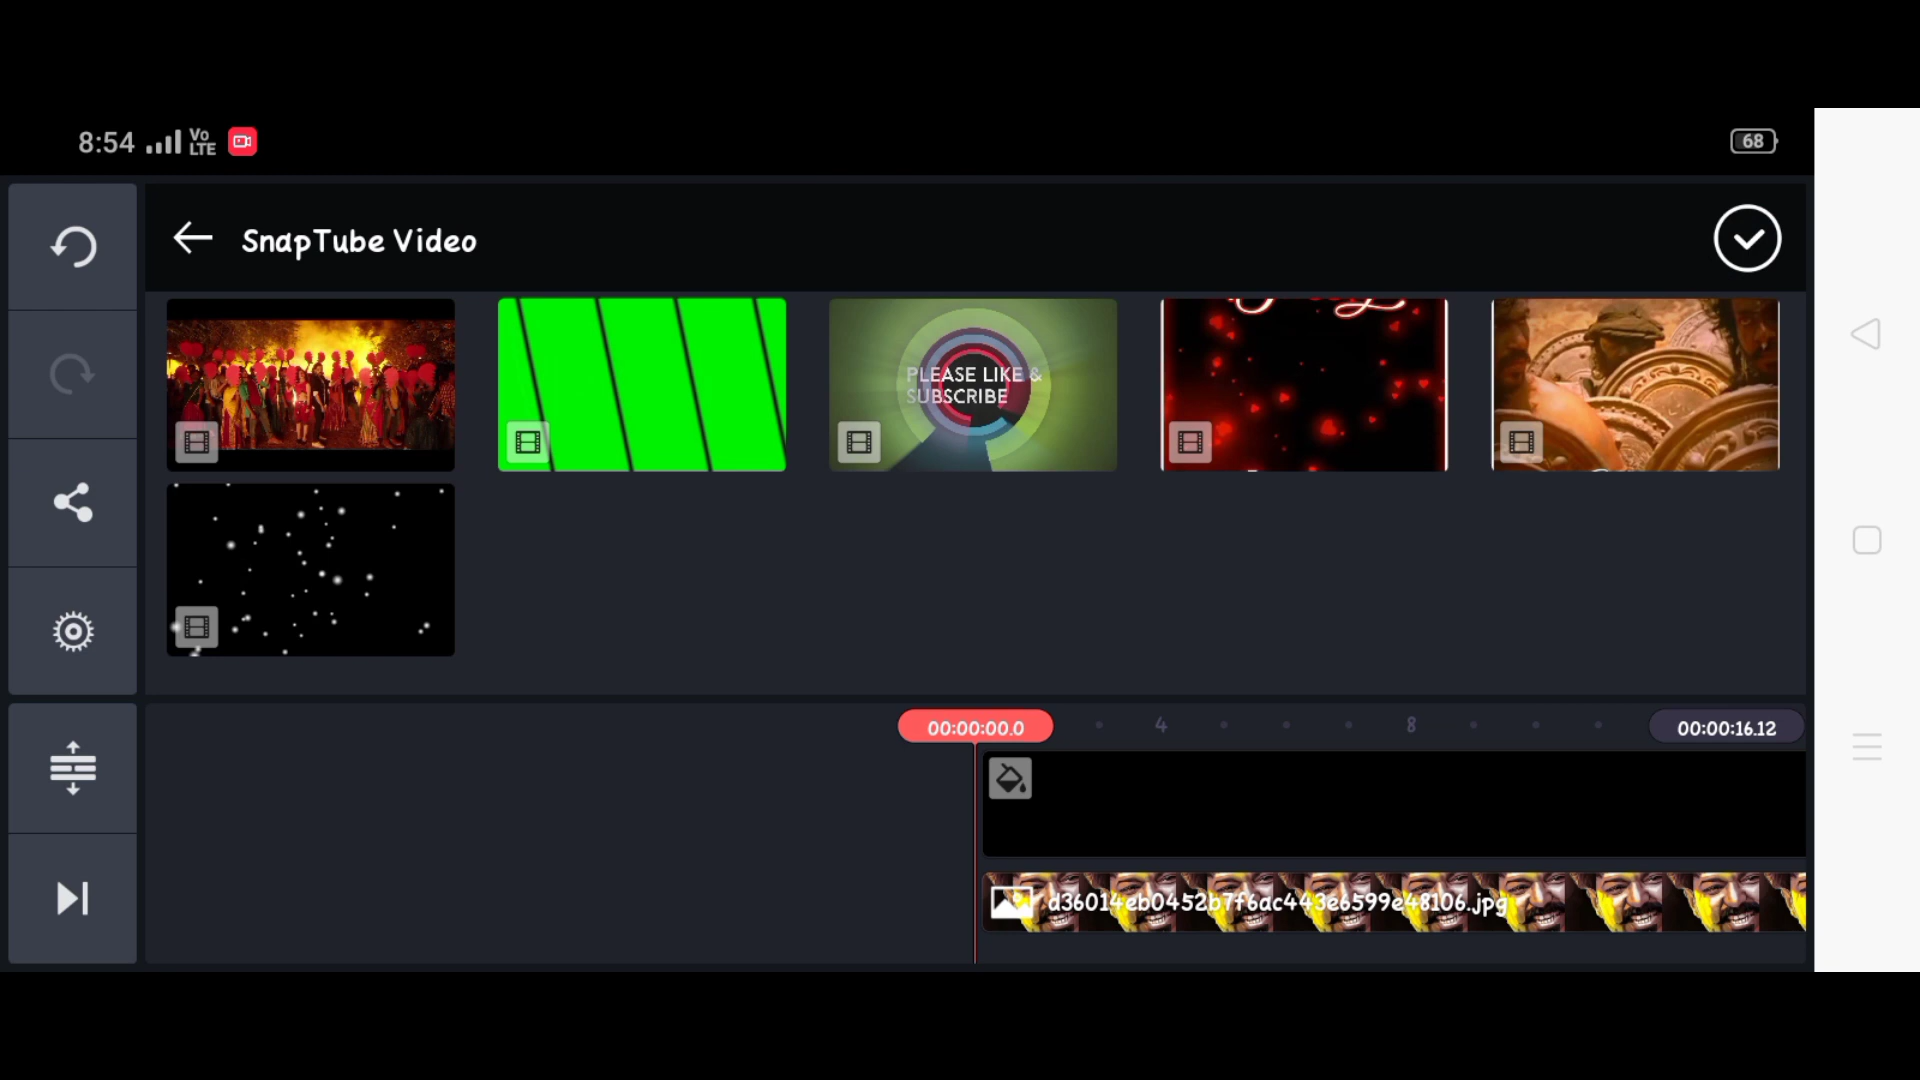 8:54 Vo LTE 68
SnapTube Video
PLEASE LIKE &
SUBSCRIBE
00:00:00.0 4 8 00:00:16.12
d36014eb0452b7f6ac443e6599e48106.jpg